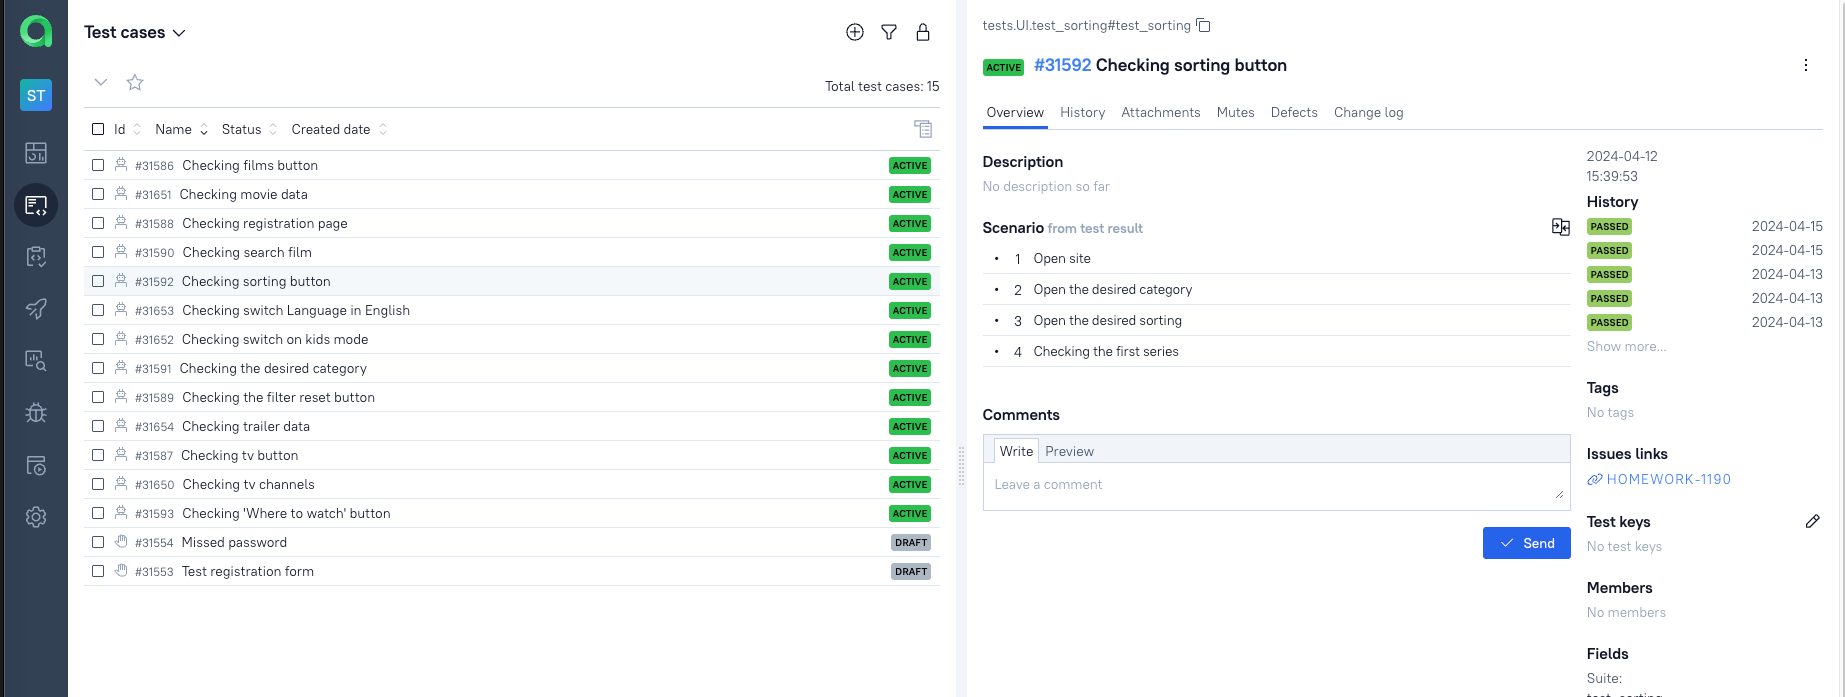 ST
Test cases
Total test cases: 15
Id Name Status Created date
#31586 Checking films button ACTIVE
#31651 Checking movie data ACTIVE
#31588 Checking registration page ACTIVE
#31590 Checking search film ACTIVE
#31592 Checking sorting button ACTIVE
#31653 Checking switch Language in English ACTIVE
#31652 Checking switch on kids mode ACTIVE
#31591 Checking the desired category ACTIVE
#31589 Checking the filter reset button ACTIVE
#31654 Checking trailer data ACTIVE
#31587 Checking tv button ACTIVE
#31650 Checking tv channels ACTIVE
#31593 Checking 'Where to watch' button ACTIVE
#31554 Missed password DRAFT
#31553 Test registration form DRAFT
tests.UI.test_sorting#test_sorting
ACTIVE #31592 Checking sorting button
Overview History Attachments Mutes Defects Change log
Description
No description so far
Scenario from test result
• 1 Open site
• 2 Open the desired category
• 3 Open the desired sorting
• 4 Checking the first series
Comments
Write Preview
Leave a comment
Send
2024-04-12
15:39:53
History
PASSED 2024-04-15
PASSED 2024-04-15
PASSED 2024-04-13
PASSED 2024-04-13
PASSED 2024-04-13
Show more...
Tags
No tags
Issues links
HOMEWORK-1190
Test keys
No test keys
Members
No members
Fields
Suite:
test_sorting